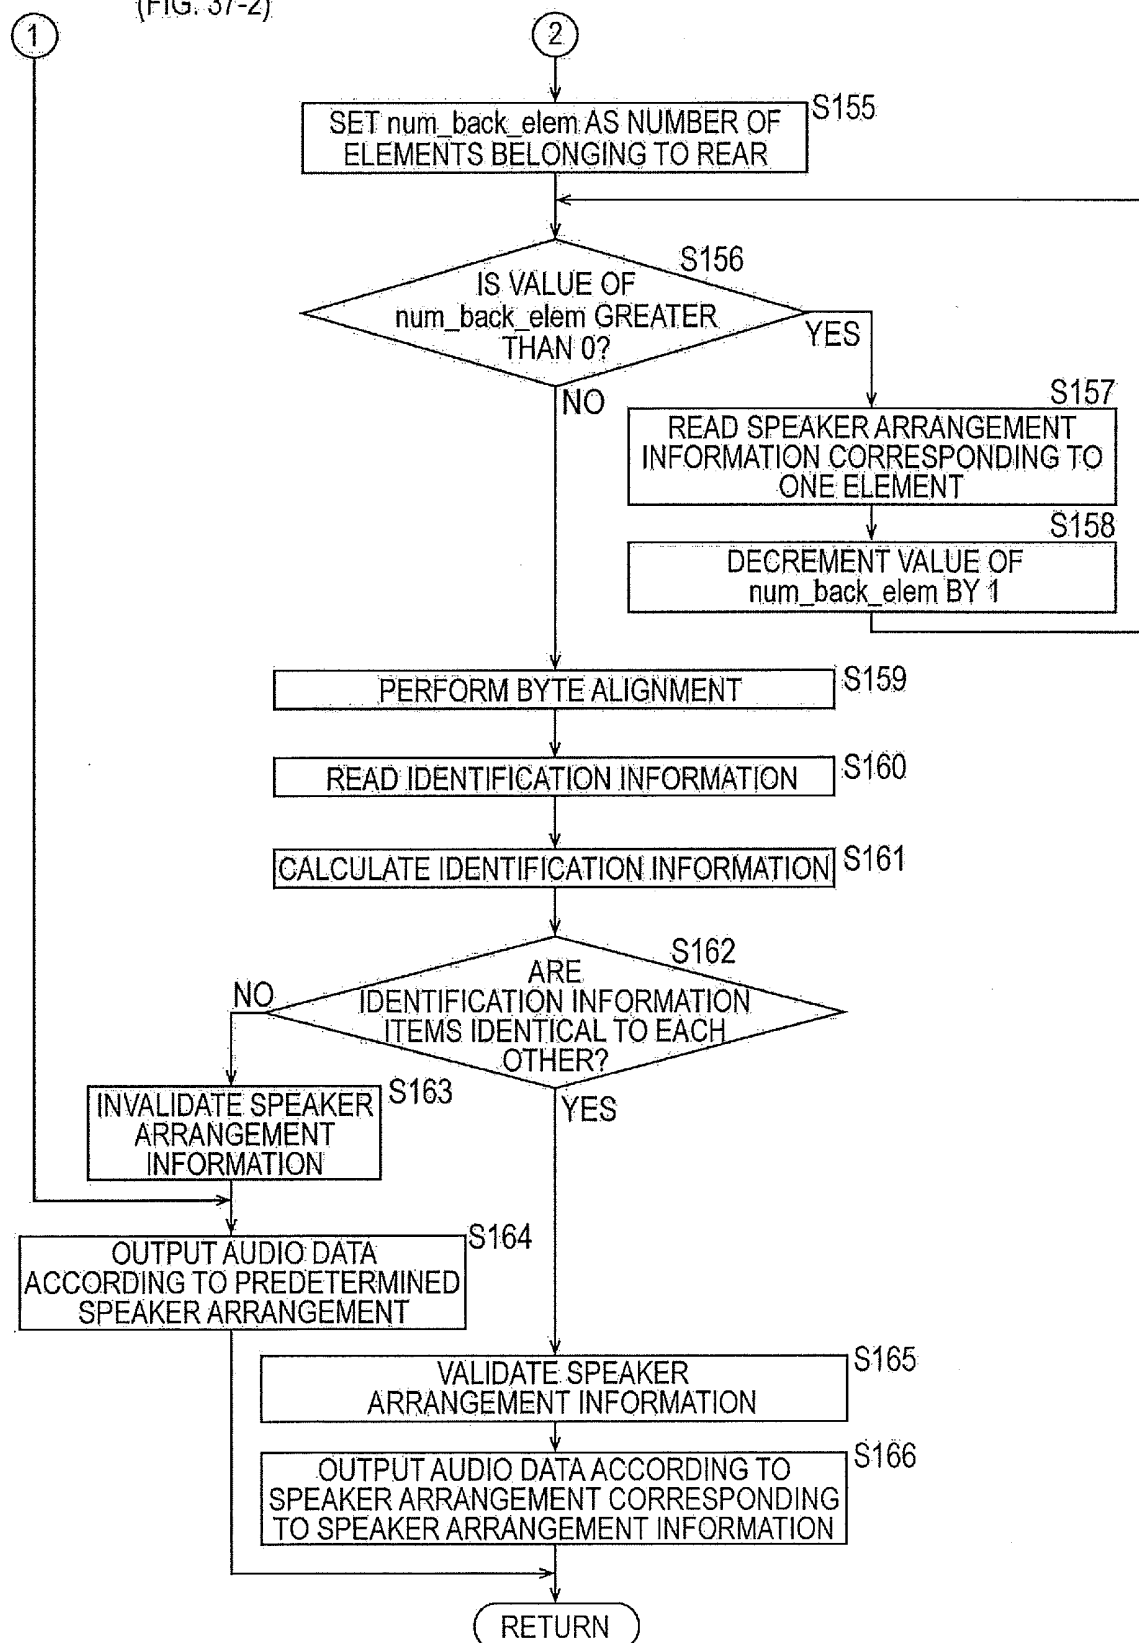 (FIG. 37-2)
1
2
S155
SET num_back_elem AS NUMBER OF
ELEMENTS BELONGING TO REAR
S156
IS VALUE OF
num_back_elem GREATER
THAN 0?
YES
NO
S157
READ SPEAKER ARRANGEMENT
INFORMATION CORRESPONDING TO
ONE ELEMENT
S158
DECREMENT VALUE OF
num_back_elem BY 1
PERFORM BYTE ALIGNMENT
S159
READ IDENTIFICATION INFORMATION
S160
CALCULATE IDENTIFICATION INFORMATION
S161
S162
ARE
IDENTIFICATION INFORMATION
ITEMS IDENTICAL TO EACH
OTHER?
NO
YES
S163
INVALIDATE SPEAKER
ARRANGEMENT
INFORMATION
S164
OUTPUT AUDIO DATA
ACCORDING TO PREDETERMINED
SPEAKER ARRANGEMENT
S165
VALIDATE SPEAKER
ARRANGEMENT INFORMATION
S166
OUTPUT AUDIO DATA ACCORDING TO
SPEAKER ARRANGEMENT CORRESPONDING
TO SPEAKER ARRANGEMENT INFORMATION
RETURN